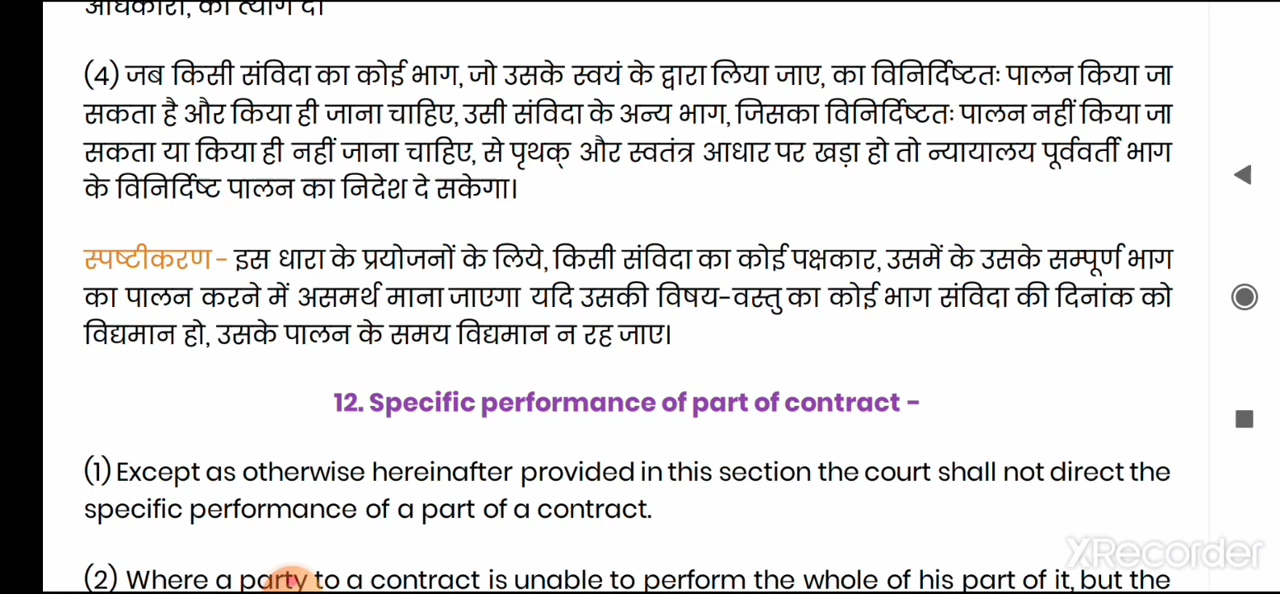 अधिकारों, का त्याग दे।
(4) जब किसी संविदा का कोई भाग, जो उसके स्वयं के द्वारा लिया जाए, का विनिर्दिष्टतः पालन किया जा
सकता है और किया ही जाना चाहिए, उसी संविदा के अन्य भाग, जिसका विनिर्दिष्टतः पालन नहीं किया जा
सकता या किया ही नहीं जाना चाहिए, से पृथक् और स्वतंत्र आधार पर खड़ा हो तो न्यायालय पूर्ववर्ती भाग
के विनिर्दिष्ट पालन का निदेश दे सकेगा।
स्पष्टीकरण- इस धारा के प्रयोजनों के लिये, किसी संविदा का कोई पक्षकार, उसमें के उसके सम्पूर्ण भाग
का पालन करने में असमर्थ माना जाएगा यदि उसकी विषय-वस्तु का कोई भाग संविदा की दिनांक को
विद्यमान हो, उसके पालन के समय विद्यमान न रह जाए।
12. Specific performance of part of contract -
(1) Except as otherwise hereinafter provided in this section the court shall not direct the
specific performance of a part of a contract.
XRecorder
(2) Where a party to a contract is unable to perform the whole of his part of it, but the